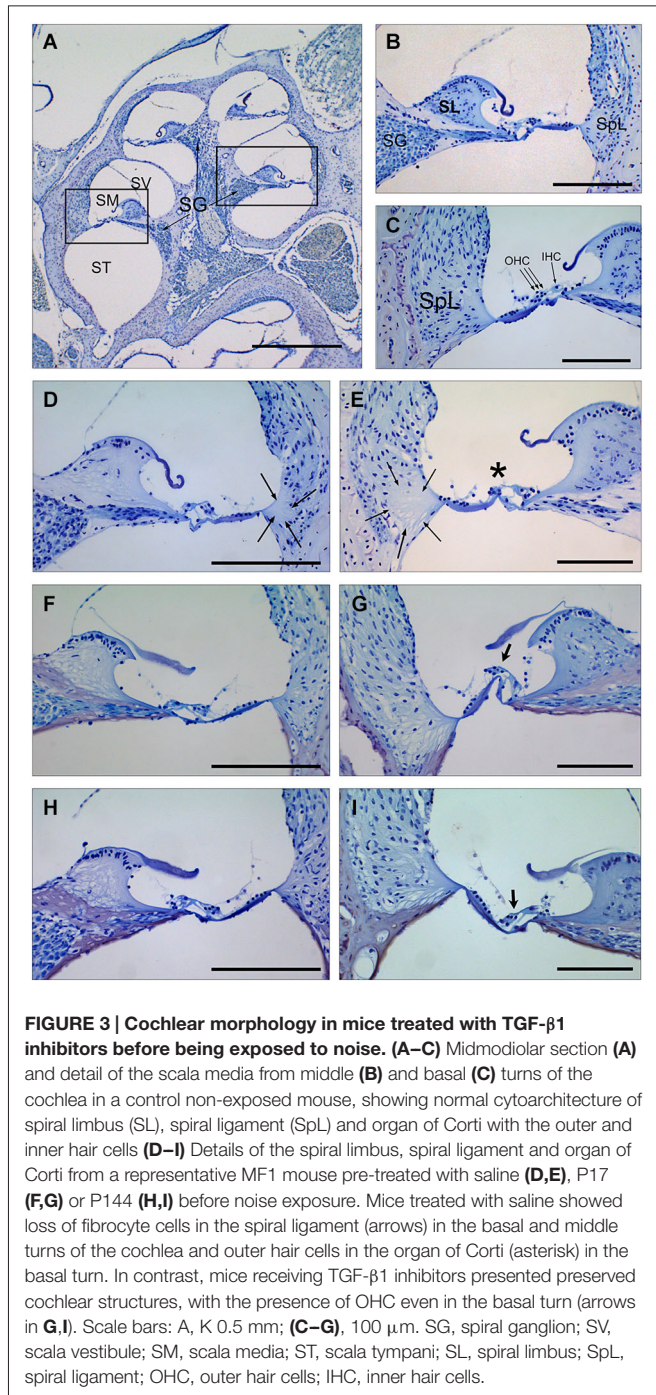 A
B
SL
SG
SpL
SV
SM
SG
ST
C
OHC
IHC
SpL
D
E
*
F
G
H
I
FIGURE 3 | Cochlear morphology in mice treated with TGF-β1
inhibitors before being exposed to noise. (A–C) Midmodiolar section (A)
and detail of the scala media from middle (B) and basal (C) turns of the
cochlea in a control non-exposed mouse, showing normal cytoarchitecture of
spiral limbus (SL), spiral ligament (SpL) and organ of Corti with the outer and
inner hair cells (D–I) Details of the spiral limbus, spiral ligament and organ of
Corti from a representative MF1 mouse pre-treated with saline (D,E), P17
(F,G) or P144 (H,I) before noise exposure. Mice treated with saline showed
loss of fibrocyte cells in the spiral ligament (arrows) in the basal and middle
turns of the cochlea and outer hair cells in the organ of Corti (asterisk) in the
basal turn. In contrast, mice receiving TGF-β1 inhibitors presented preserved
cochlear structures, with the presence of OHC even in the basal turn (arrows
in G,I). Scale bars: A, K 0.5 mm; (C–G), 100 μm. SG, spiral ganglion; SV,
scala vestibule; SM, scala media; ST, scala tympani; SL, spiral limbus; SpL,
spiral ligament; OHC, outer hair cells; IHC, inner hair cells.